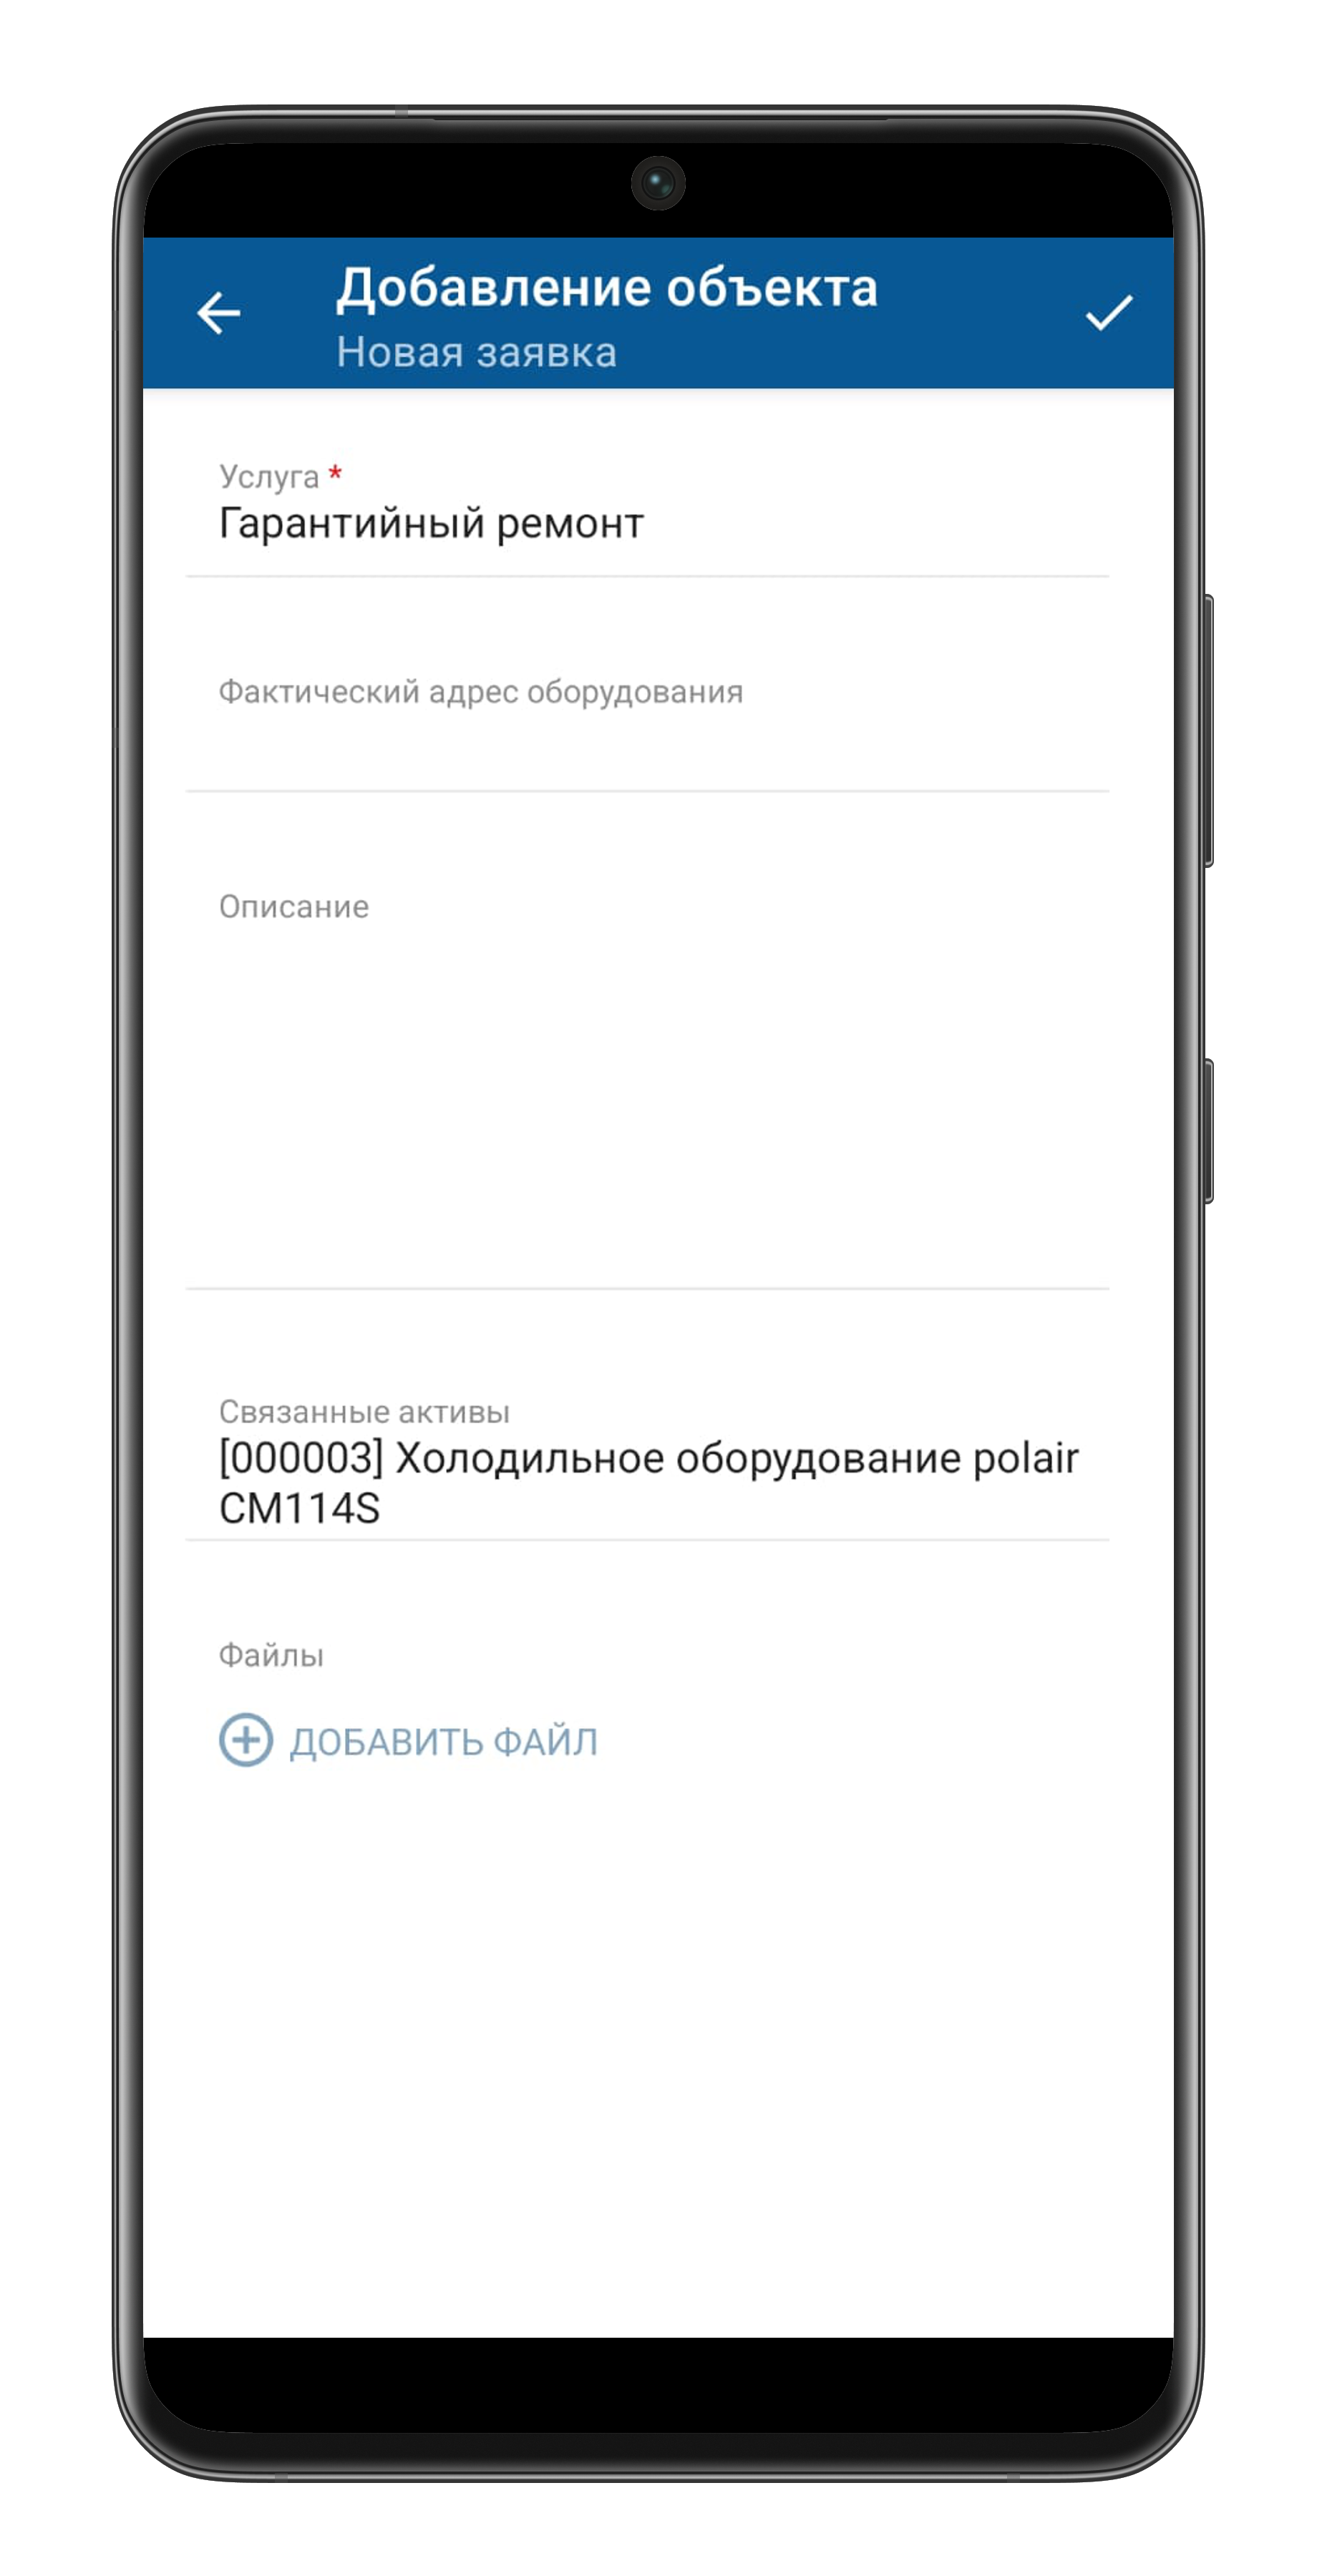 Добавление объекта
Новая заявка
Услуга *
Гарантийный ремонт
Фактический адрес оборудования
Описание
Связанные активы
[000003] Холодильное оборудование polair
CM114S
Файлы
ДОБАВИТЬ ФАЙЛ